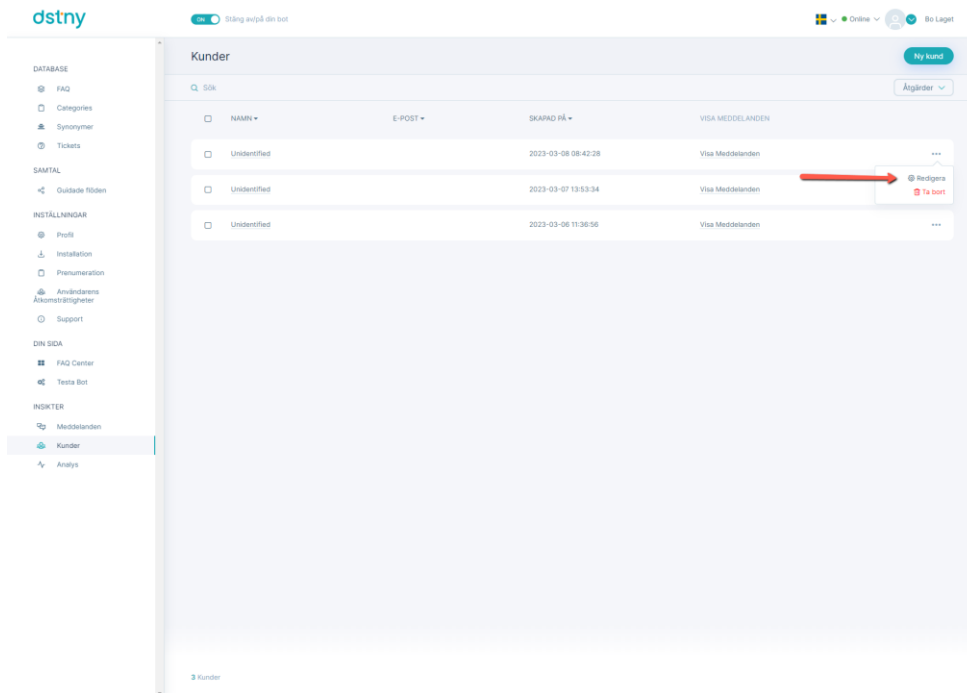 dstny
ON Stäng av/på din bot
Online
Bo Laget
DATABASE
FAQ
Categories
Synonymer
Tickets
SAMTAL
Guidade flöden
INSTÄLLNINGAR
Profil
Installation
Prenumeration
Användarens
Åtkomsträttigheter
Support
DIN SIDA
FAQ Center
Testa Bot
INSIKTER
Meddelanden
Kunder
Analys
Kunder
Ny kund
Sök
Åtgärder
NAMN E-POST SKAPAD PÅ VISA MEDDELANDEN
Unidentified 2023-03-08 08:42:28 Visa Meddelanden
Redigera
Ta bort
Unidentified 2023-03-07 13:53:34 Visa Meddelanden
Unidentified 2023-03-06 11:36:56 Visa Meddelanden
3 Kunder